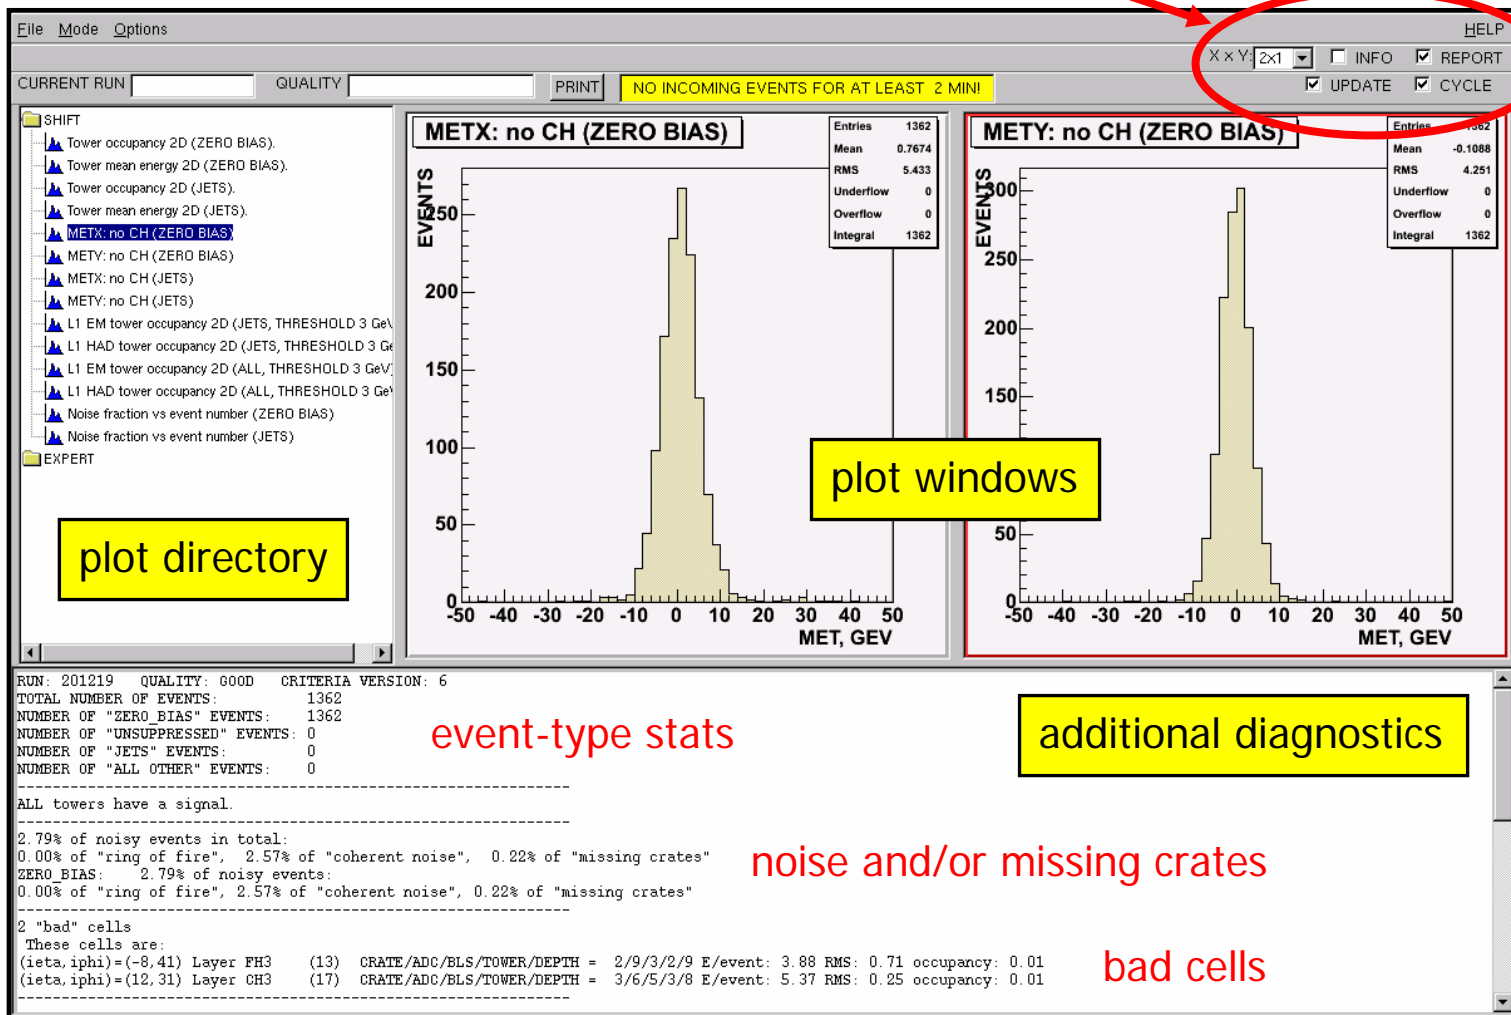 File Mode Options HELP
X × Y: 2x1 INFO REPORT
CURRENT RUN QUALITY PRINT NO INCOMING EVENTS FOR AT LEAST 2 MIN! UPDATE CYCLE
SHIFT
Tower occupancy 2D (ZERO BIAS).
Tower mean energy 2D (ZERO BIAS).
Tower occupancy 2D (JETS).
Tower mean energy 2D (JETS).
METX: no CH (ZERO BIAS)
METY: no CH (ZERO BIAS)
METX: no CH (JETS)
METY: no CH (JETS)
L1 EM tower occupancy 2D (JETS, THRESHOLD 3 GeV
L1 HAD tower occupancy 2D (JETS, THRESHOLD 3 Ge
L1 EM tower occupancy 2D (ALL, THRESHOLD 3 GeV)
L1 HAD tower occupancy 2D (ALL, THRESHOLD 3 GeV
Noise fraction vs event number (ZERO BIAS)
Noise fraction vs event number (JETS)
EXPERT
plot directory
METX: no CH (ZERO BIAS)
Entries 1362
Mean 0.7674
RMS 5.433
Underflow 0
Overflow 0
Integral 1362
EVENTS
250
200
150
100
50
0
-50 -40 -30 -20 -10 0 10 20 30 40 50
MET, GEV
plot windows
METY: no CH (ZERO BIAS)
Entries 1362
Mean -0.1088
RMS 4.251
Underflow 0
Overflow 0
Integral 1362
EVENTS
300
250
200
150
50
0
-50 -40 -30 -20 -10 0 10 20 30 40 50
MET, GEV
RUN: 201219 QUALITY: GOOD CRITERIA VERSION: 6
TOTAL NUMBER OF EVENTS: 1362
NUMBER OF "ZERO_BIAS" EVENTS: 1362
NUMBER OF "UNSUPPRESSED" EVENTS: 0
NUMBER OF "JETS" EVENTS: 0
NUMBER OF "ALL OTHER" EVENTS: 0
event-type stats
additional diagnostics
ALL towers have a signal.
2.79% of noisy events in total:
0.00% of "ring of fire", 2.57% of "coherent noise", 0.22% of "missing crates"
ZERO_BIAS: 2.79% of noisy events:
0.00% of "ring of fire", 2.57% of "coherent noise", 0.22% of "missing crates"
noise and/or missing crates
2 "bad" cells
These cells are:
(ieta,iphi)=(-8,41) Layer FH3 (13) CRATE/ADC/BLS/TOWER/DEPTH = 2/9/3/2/9 E/event: 3.88 RMS: 0.71 occupancy: 0.01
(ieta,iphi)=(12,31) Layer CH3 (17) CRATE/ADC/BLS/TOWER/DEPTH = 3/6/5/3/8 E/event: 5.37 RMS: 0.25 occupancy: 0.01
bad cells